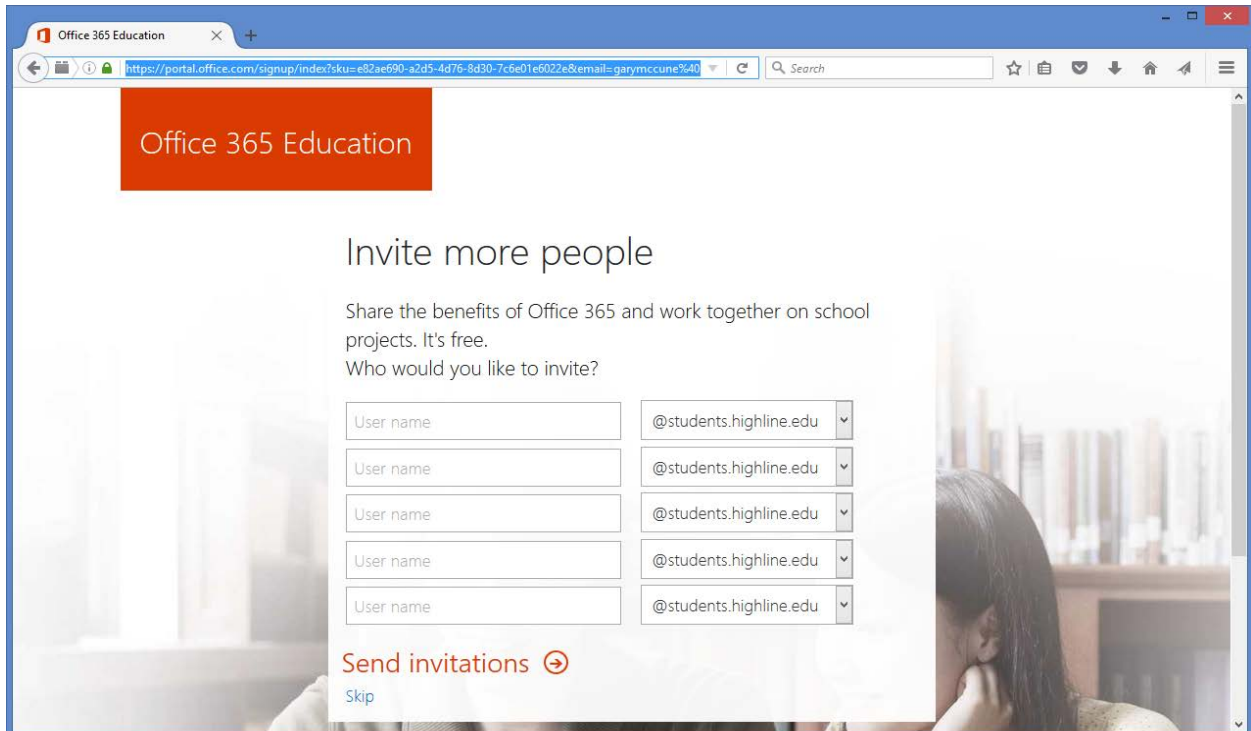 Office 365 Education
https://portal.office.com/signup/index?sku=e82ae690-a2d5-4d76-8d30-7c6e01e6022e&email=garymccune%40
Search
Office 365 Education
Invite more people
Share the benefits of Office 365 and work together on school
projects. It's free.
Who would you like to invite?
User name @students.highline.edu
User name @students.highline.edu
User name @students.highline.edu
User name @students.highline.edu
User name @students.highline.edu
Send invitations
Skip